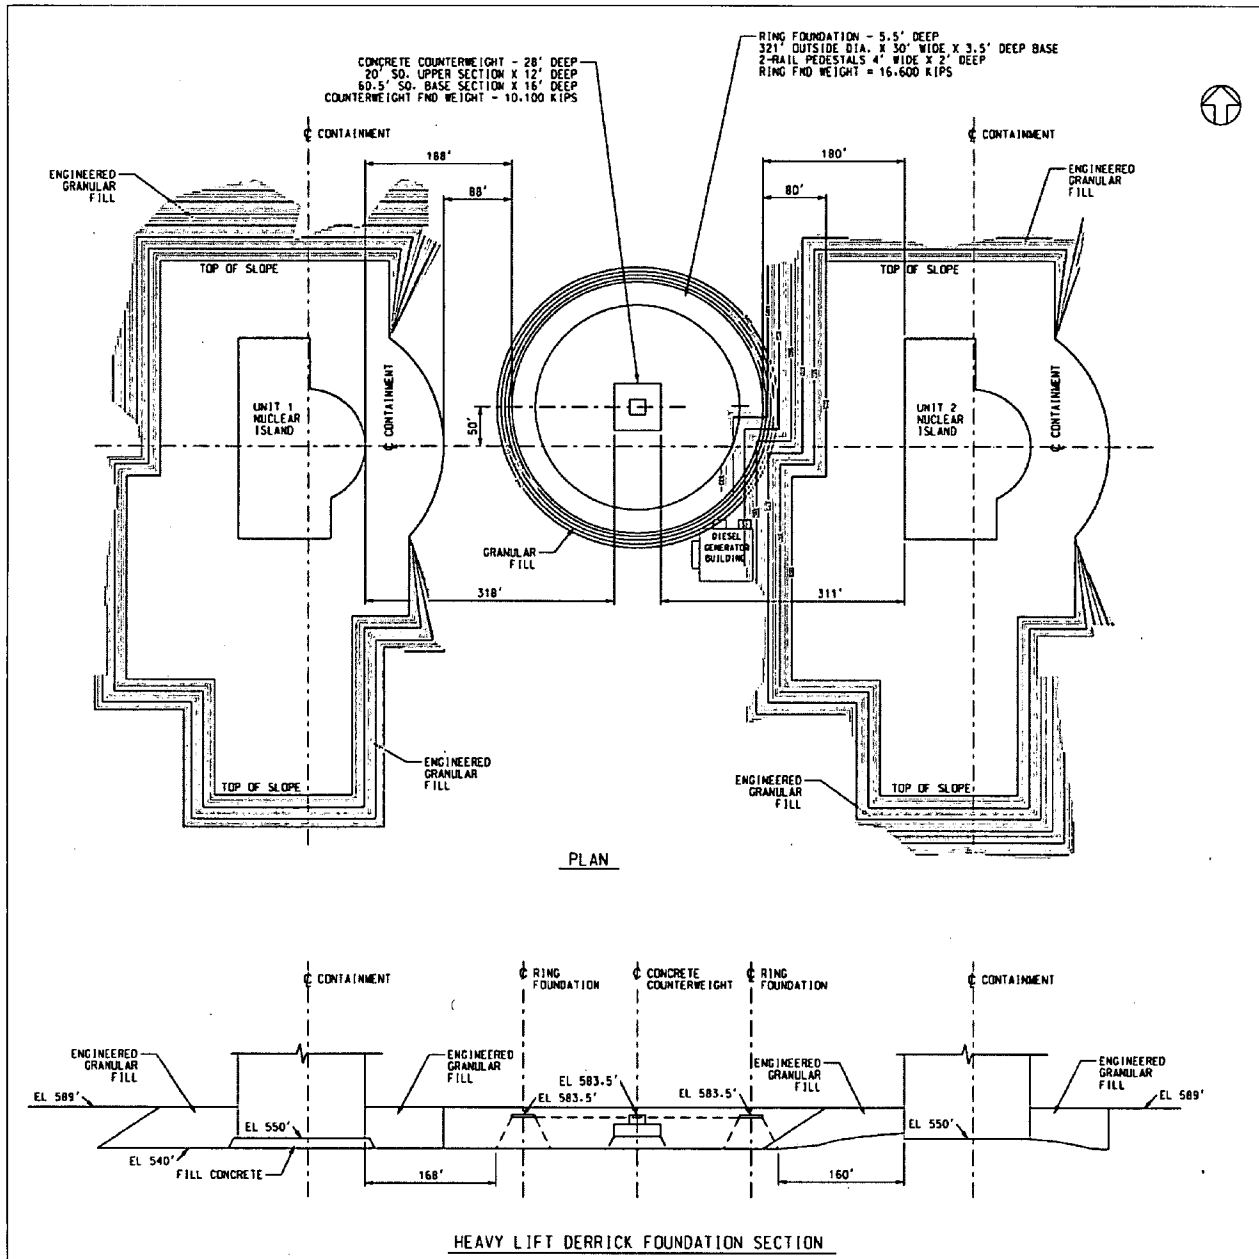 CONCRETE COUNTERWEIGHT - 28' DEEP
20' SQ. UPPER SECTION X 12' DEEP
60.5' SQ. BASE SECTION X 16' DEEP
COUNTERWEIGHT FND WEIGHT - 10.100 KIPS
RING FOUNDATION - 5.5' DEEP
321' OUTSIDE DIA. X 30' WIDE X 3.5' DEEP BASE
2-RAIL PEDESTALS 4' WIDE X 2' DEEP
RING FND WEIGHT = 16.600 KIPS
℄ CONTAINMENT
℄ CONTAINMENT
188'
180'
ENGINEERED
GRANULAR
FILL
88'
80'
ENGINEERED
GRANULAR
FILL
TOP OF SLOPE
TOP OF SLOPE
UNIT 1
NUCLEAR
ISLAND
℄ CONTAINMENT
50'
UNIT 2
NUCLEAR
ISLAND
℄ CONTAINMENT
GRANULAR
FILL
DIESEL
GENERATOR
BUILDING
318'
311'
ENGINEERED
GRANULAR
FILL
ENGINEERED
GRANULAR
FILL
TOP OF SLOPE
TOP OF SLOPE
PLAN
℄ CONTAINMENT
℄ RING
FOUNDATION
℄ CONCRETE
COUNTERWEIGHT
℄ RING
FOUNDATION
℄ CONTAINMENT
ENGINEERED
GRANULAR
FILL
ENGINEERED
GRANULAR
FILL
ENGINEERED
GRANULAR
FILL
ENGINEERED
GRANULAR
FILL
EL 589'
EL 583.5'
EL 583.5'
EL 583.5'
EL 589'
EL 550'
EL 550'
EL 540'
FILL CONCRETE
168'
160'
HEAVY LIFT DERRICK FOUNDATION SECTION